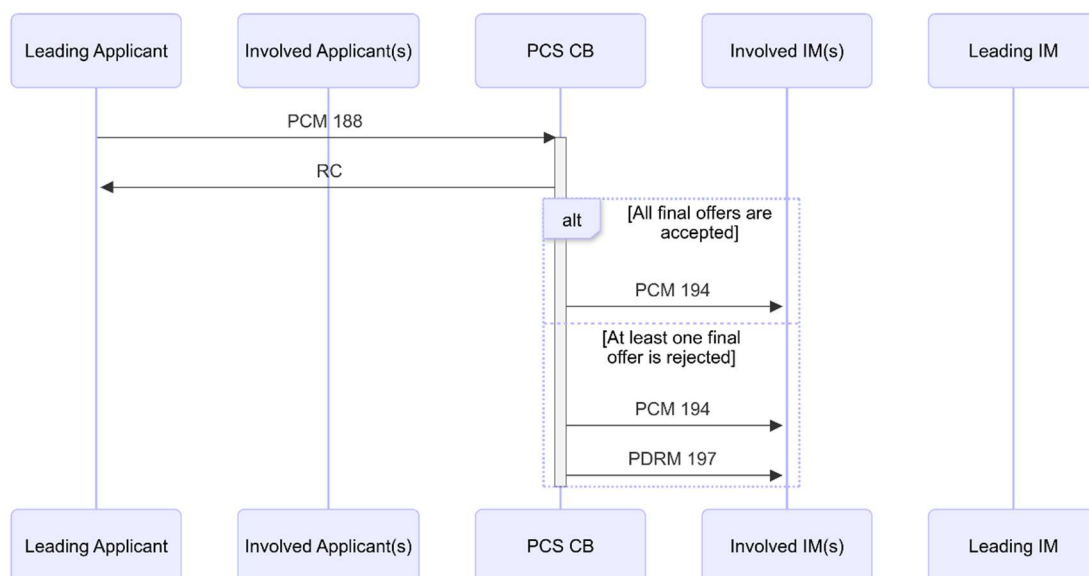 Leading Applicant
Involved Applicant(s)
PCS CB
Involved IM(s)
Leading IM
PCM 188
RC
alt
[All final offers are
accepted]
PCM 194
[At least one final
offer is rejected]
PCM 194
PDRM 197
Leading Applicant
Involved Applicant(s)
PCS CB
Involved IM(s)
Leading IM